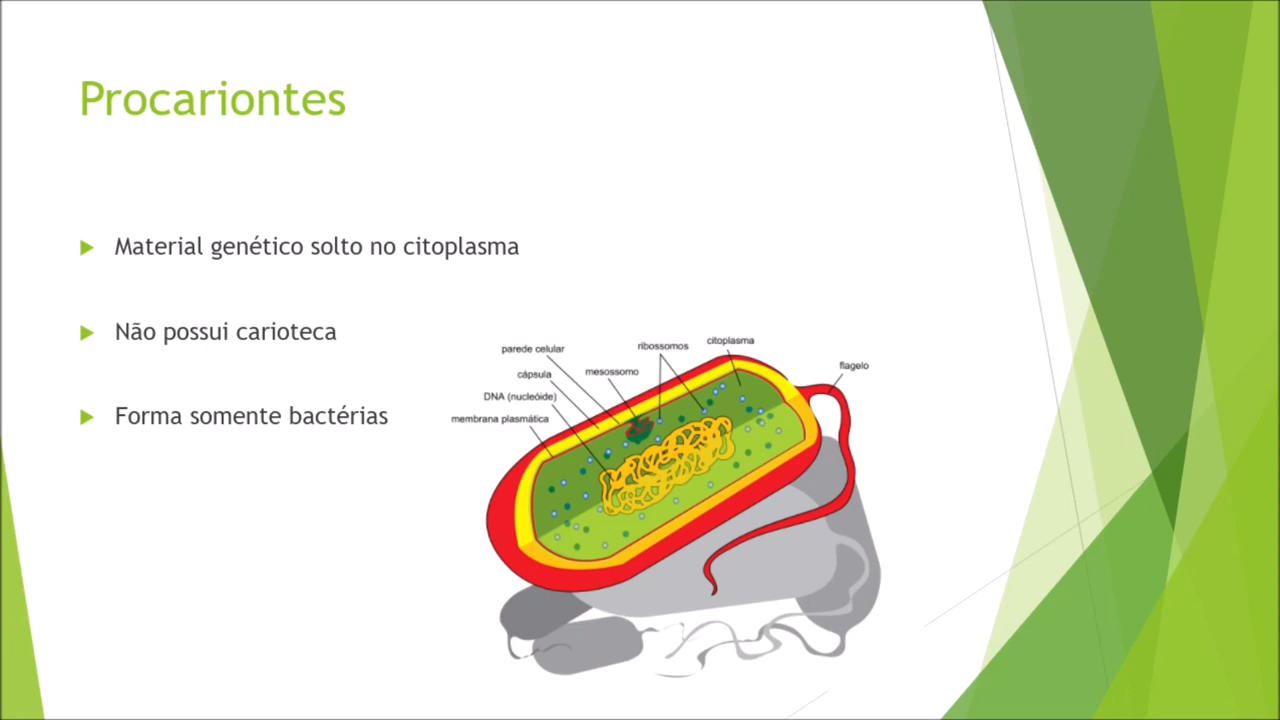 Procariontes
Material genético solto no citoplasma
Não possui carioteca
Forma somente bactérias
parede celular
cápsula
DNA (nucleóide)
membrana plasmática
mesossomo
ribossomos
citoplasma
flagelo